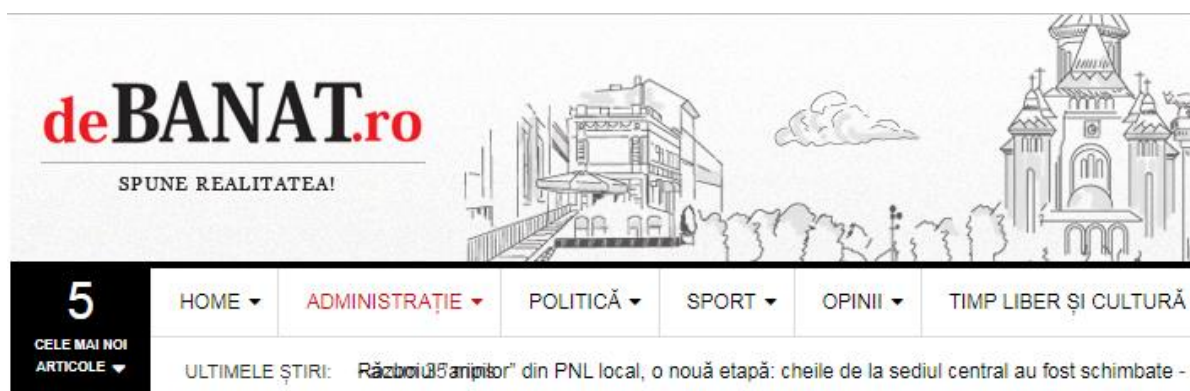 deBANAT.ro
SPUNE REALITATEA!
5
CELE MAI NOI
ARTICOLE
HOME
ADMINISTRAȚIE
POLITICĂ
SPORT
OPINII
TIMP LIBER ȘI CULTURĂ
ULTIMELE ȘTIRI: din PNL local, o nouă etapă: cheile de la sediul central au fost schimbate -